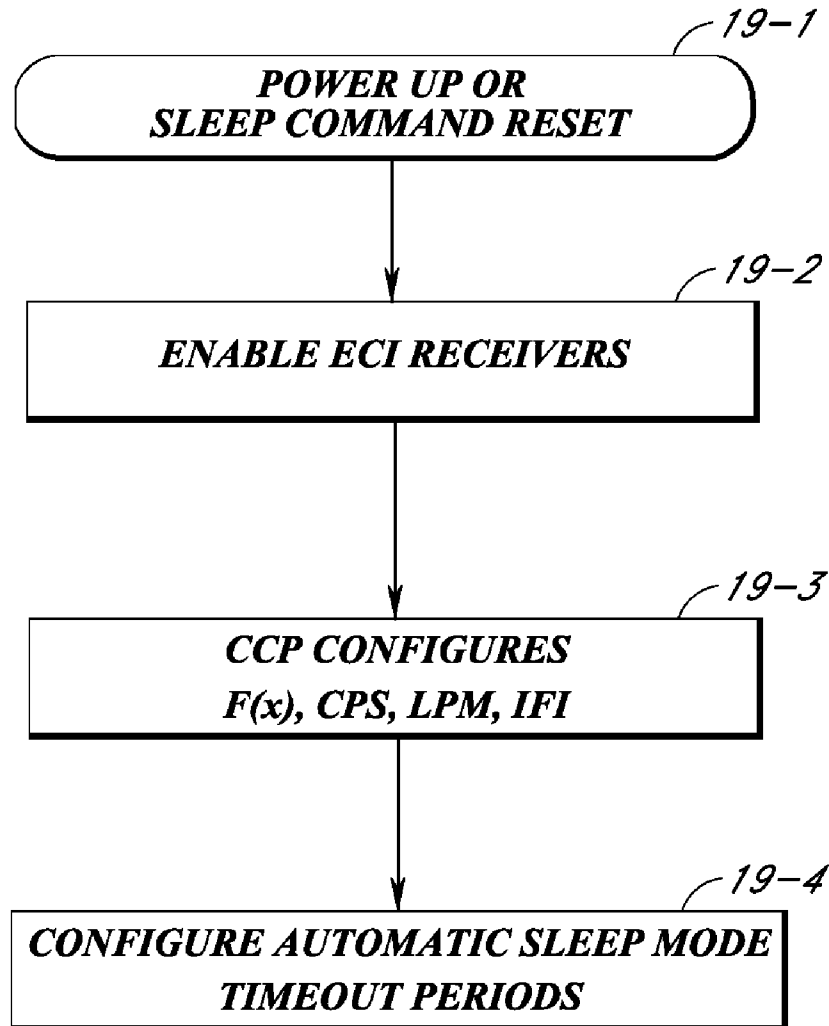 19-1
POWER UP OR
SLEEP COMMAND RESET
19-2
ENABLE ECI RECEIVERS
19-3
CCP CONFIGURES
F(x), CPS, LPM, IFI
19-4
CONFIGURE AUTOMATIC SLEEP MODE
TIMEOUT PERIODS